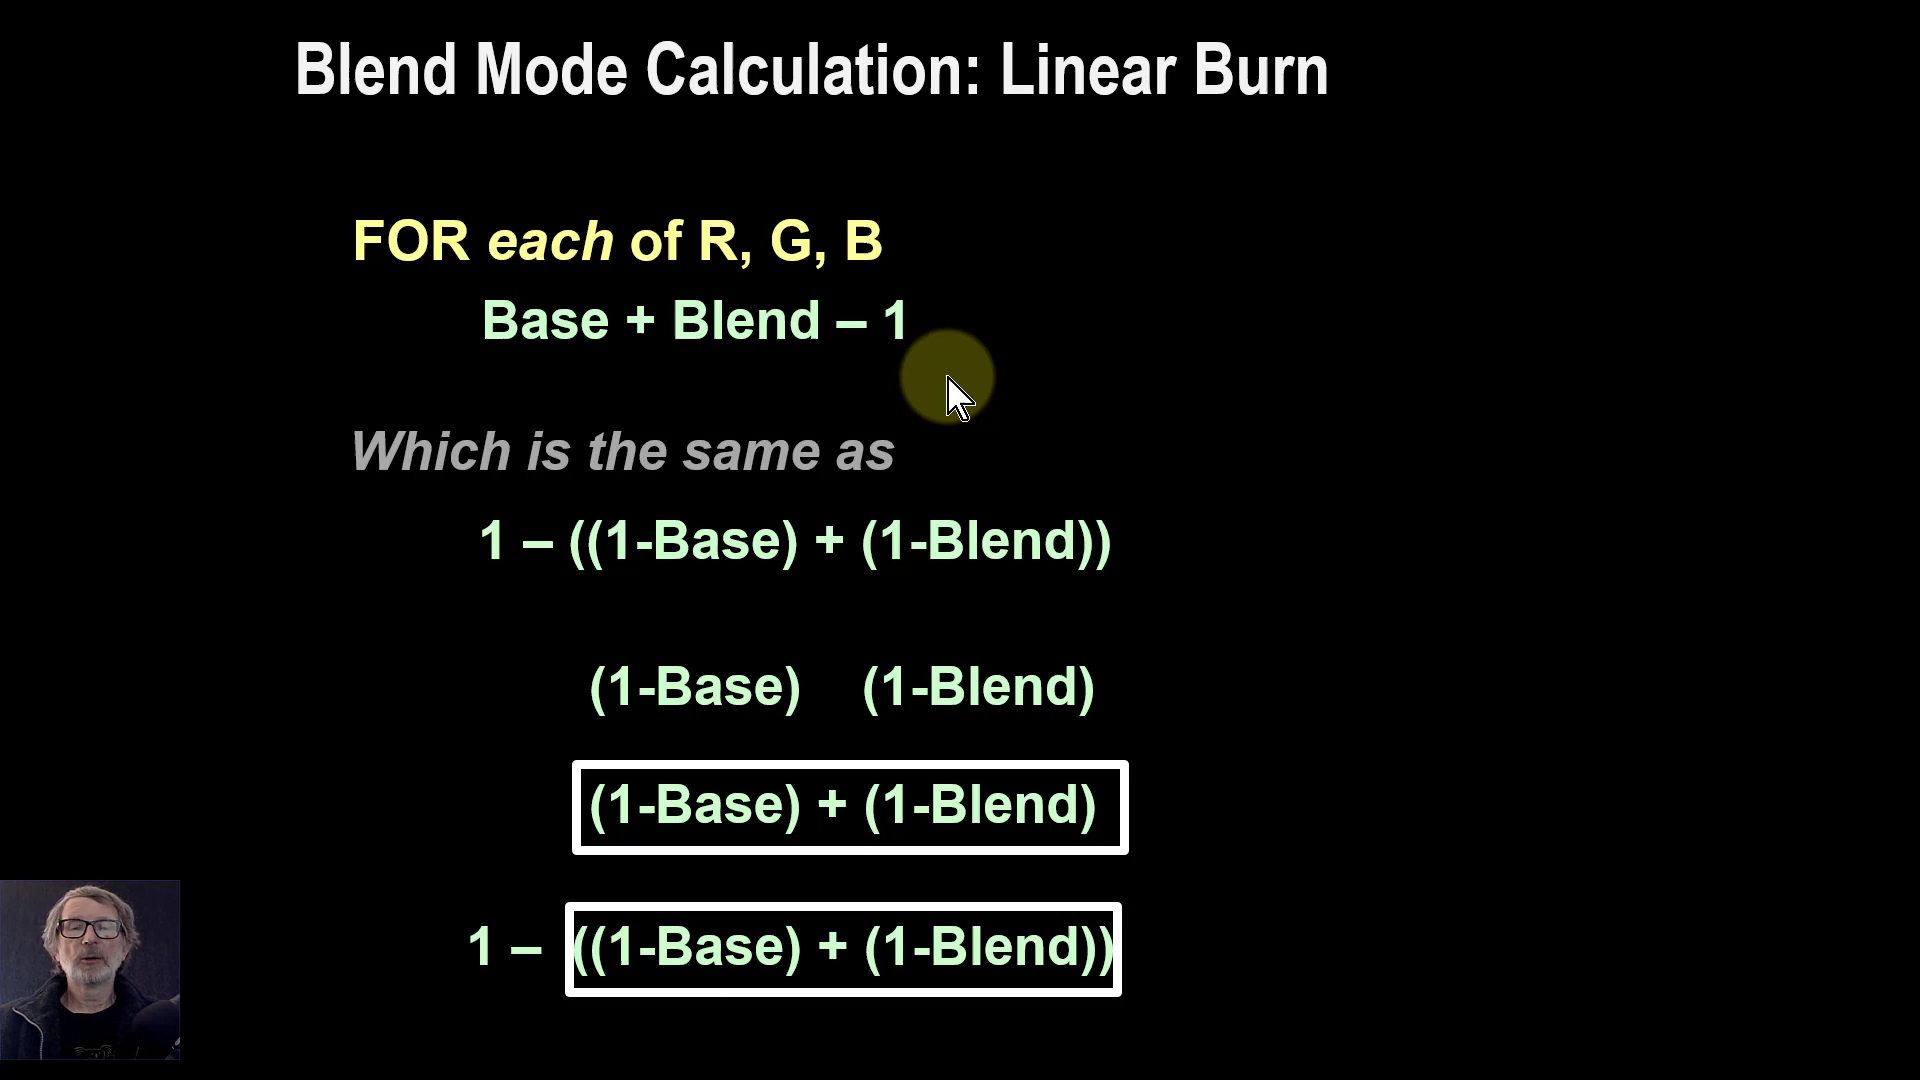 Blend Mode Calculation: Linear Burn
FOR each of R, G, B
Base + Blend – 1
Which is the same as
1 – ((1-Base) + (1-Blend))
(1-Base) (1-Blend)
(1-Base) + (1-Blend)
1 – ((1-Base) + (1-Blend))